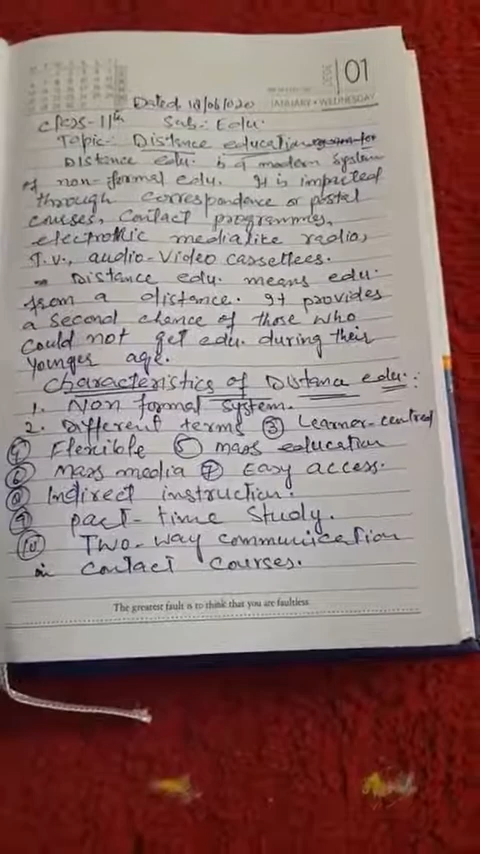 01
JANUARY • WEDNESDAY
Dated 18/06/020
Class-11th Sub: Edu.
Topic:- Distance education
Distance edu. is a modern system
of non-formal edu. It is imparted
through correspondence or postal
courses, Contact programmes,
electronic media like radio,
T.V., audio-video cassettees.
Distance edu. means edu.
from a distance. It provides
a second chance of those who
could not get edu. during their
younger age.
Characteristics of Distance edu.:
1. Non formal system.
2. Different terms ③ Learner-centred
④ Flexible ⑤ mass education
⑥ Mass media ⑦ Easy access.
⑧ Indirect instruction.
⑨ part-time study.
⑩ Two-way communication
in contact courses.
The greatest fault is to think that you are faultless